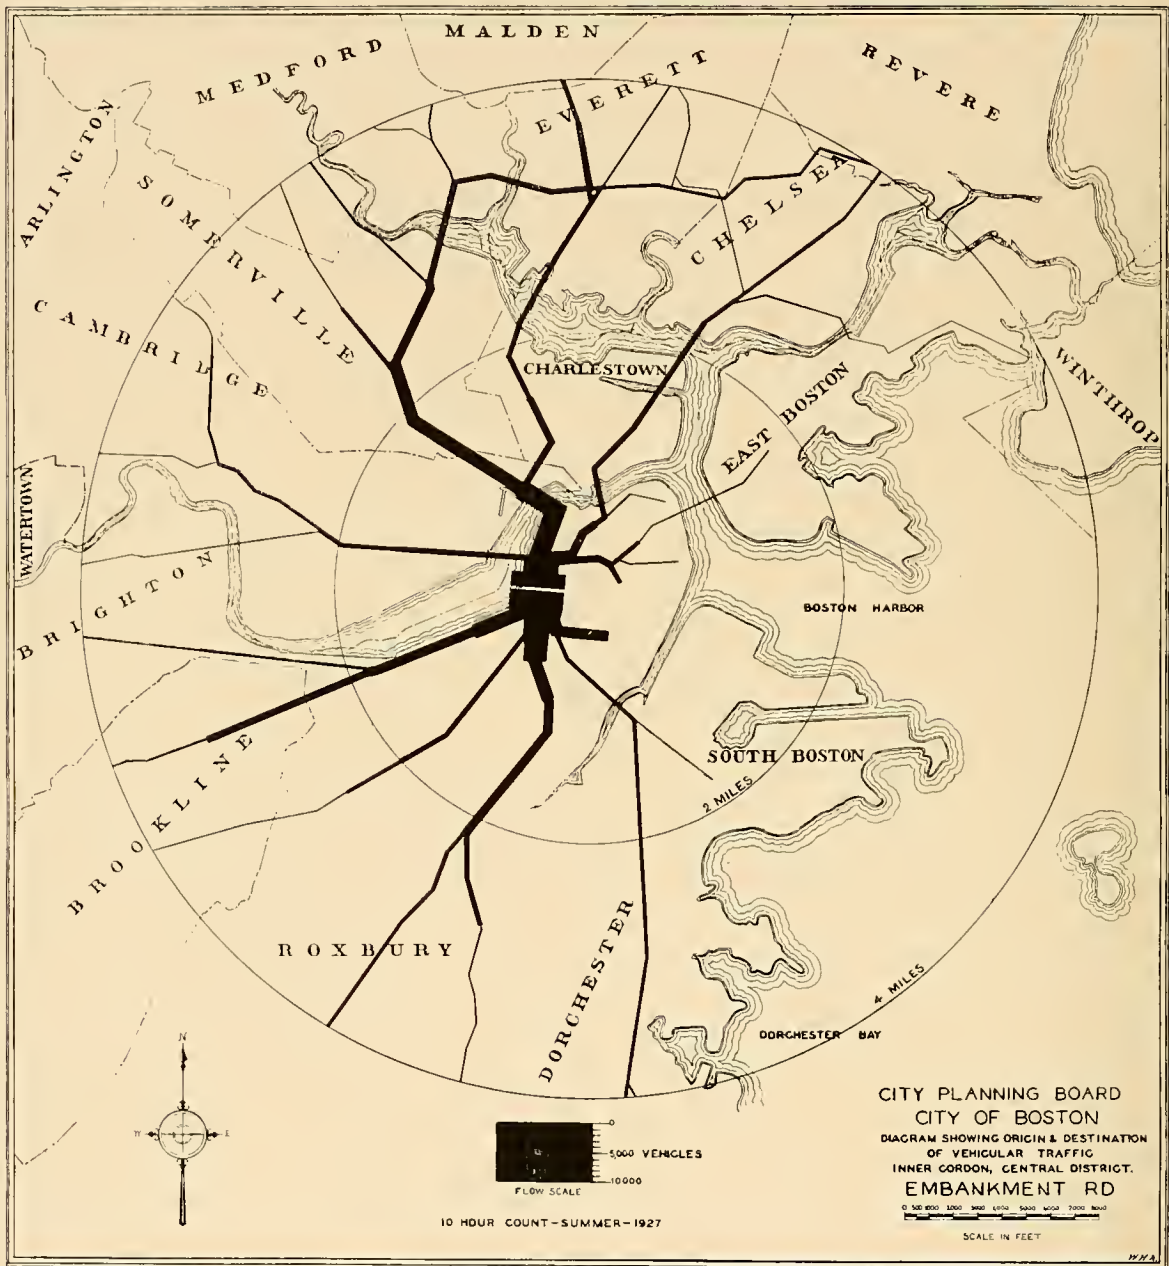 MALDEN
MEDFORD
EVERETT
REVERE
ARLINGTON
SOMERVILLE
CHELSEA
CAMBRIDGE
CHARLESTOWN
WINTHROP
EAST BOSTON
WATERTOWN
BRIGHTON
BOSTON HARBOR
SOUTH BOSTON
2 MILES
BROOKLINE
ROXBURY
DORCHESTER
4 MILES
DORCHESTER BAY
N
W E
0
5,000 VEHICLES
10000
FLOW SCALE
10 HOUR COUNT-SUMMER-1927
CITY PLANNING BOARD
CITY OF BOSTON
DIAGRAM SHOWING ORIGIN & DESTINATION
OF VEHICULAR TRAFFIC
INNER CORDON, CENTRAL DISTRICT.
EMBANKMENT RD
SCALE IN FEET
W.H.A.